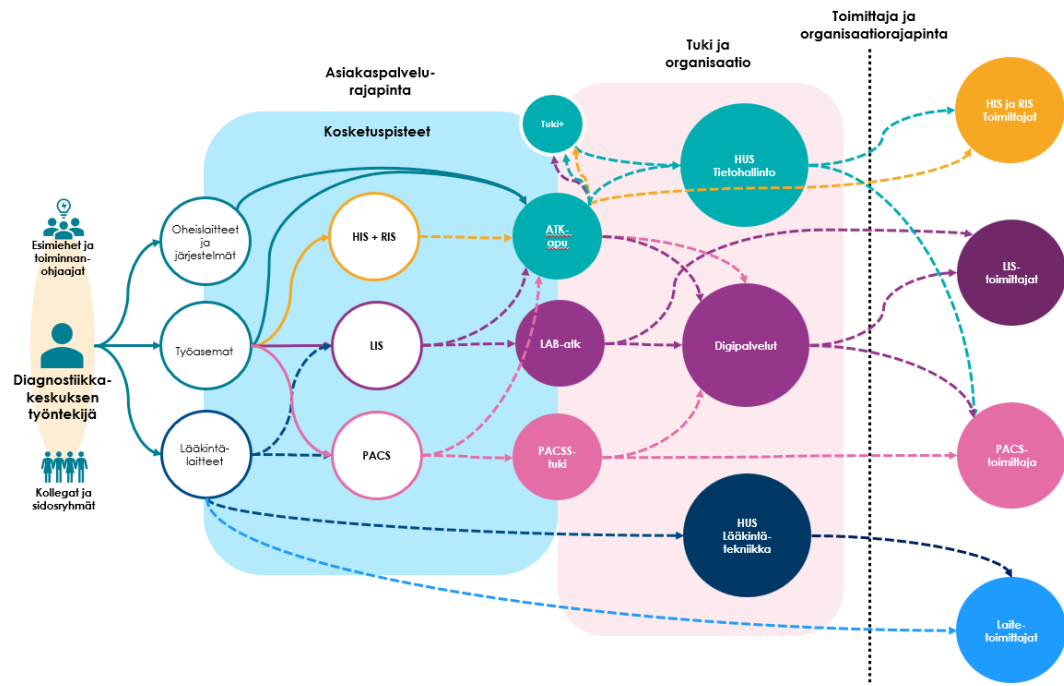 Toimittaja ja
organisaatiorajapinta
Tuki ja
organisaatio
Asiakaspalvelu-
rajapinta
Kosketuspisteet
Esimiehet ja
toiminnan-
ohjaajat
Diagnostiikka-
keskuksen
työntekijä
Kollegat ja
sidosryhmät
Oheislaitteet
ja
järjestelmät
Työasemat
Lääkintä-
laitteet
HIS + RIS
LIS
PACS
Tuki+
ATK-
apu
LAB-atk
PACSS-
tuki
HUS
Tietohallinto
Digipalvelut
HUS
Lääkintä-
tekniikka
HIS ja RIS
Toimittajat
LIS-
toimittajat
PACS-
toimittaja
Laite-
toimittajat